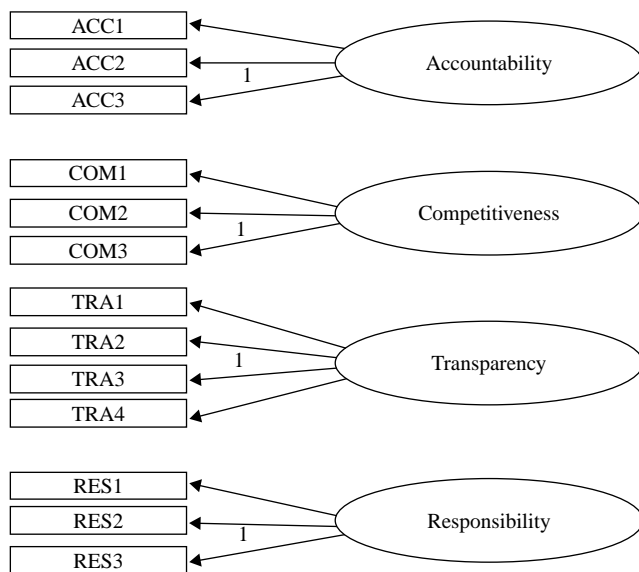 ACC1
ACC2
1
ACC3
Accountability
COM1
COM2
1
COM3
Competitiveness
TRA1
TRA2
1
TRA3
TRA4
Transparency
RES1
RES2
1
RES3
Responsibility